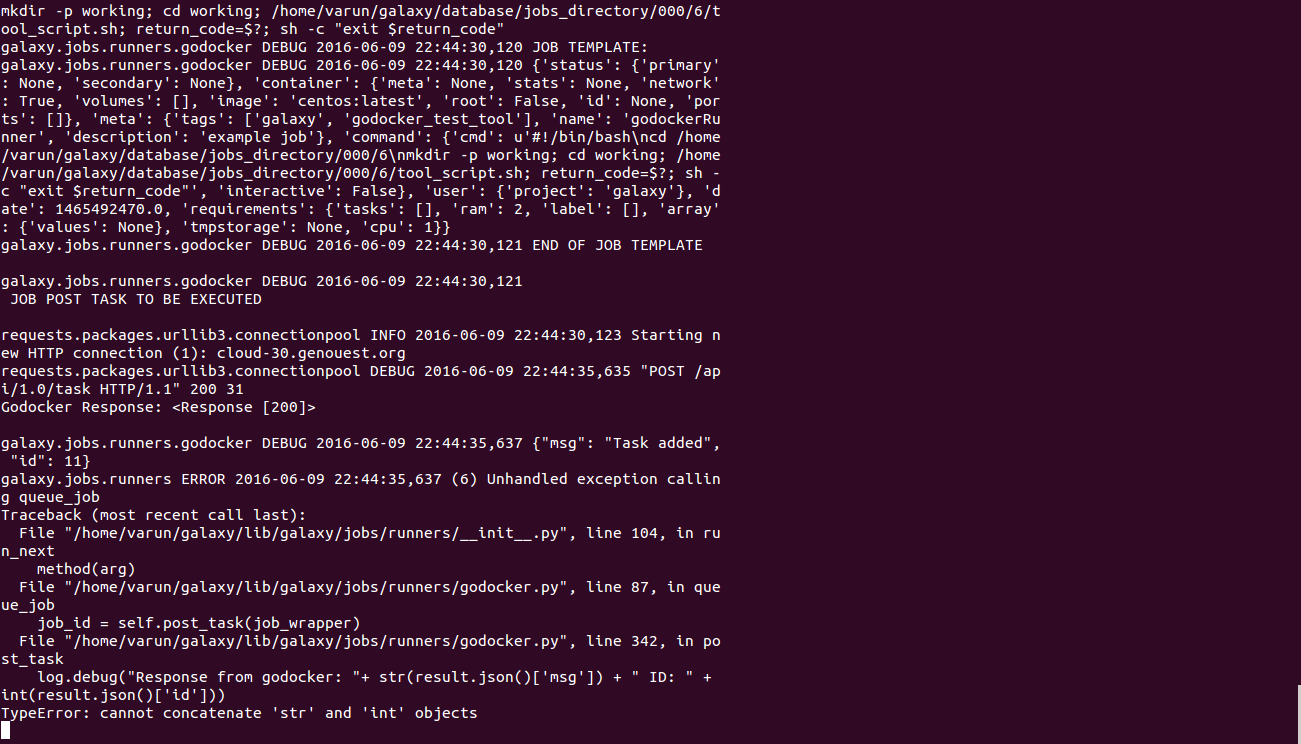 mkdir -p working; cd working; /home/varun/galaxy/database/jobs_directory/000/6/t
ool_script.sh; return_code=$?; sh -c "exit $return_code"
galaxy.jobs.runners.godocker DEBUG 2016-06-09 22:44:30,120 JOB TEMPLATE:
galaxy.jobs.runners.godocker DEBUG 2016-06-09 22:44:30,120 {'status': {'primary'
: None, 'secondary': None}, 'container': {'meta': None, 'stats': None, 'network'
: True, 'volumes': [], 'image': 'centos:latest', 'root': False, 'id': None, 'por
ts': []}, 'meta': {'tags': ['galaxy', 'godocker_test_tool'], 'name': 'godockerRu
nner', 'description': 'example job'}, 'command': {'cmd': u'#!/bin/bash\ncd /home
/varun/galaxy/database/jobs_directory/000/6\nmkdir -p working; cd working; /home
/varun/galaxy/database/jobs_directory/000/6/tool_script.sh; return_code=$?; sh -
c "exit $return_code"', 'interactive': False}, 'user': {'project': 'galaxy'}, 'd
ate': 1465492470.0, 'requirements': {'tasks': [], 'ram': 2, 'label': [], 'array'
: {'values': None}, 'tmpstorage': None, 'cpu': 1}}
galaxy.jobs.runners.godocker DEBUG 2016-06-09 22:44:30,121 END OF JOB TEMPLATE

galaxy.jobs.runners.godocker DEBUG 2016-06-09 22:44:30,121
 JOB POST TASK TO BE EXECUTED

requests.packages.urllib3.connectionpool INFO 2016-06-09 22:44:30,123 Starting n
ew HTTP connection (1): cloud-30.genouest.org
requests.packages.urllib3.connectionpool DEBUG 2016-06-09 22:44:35,635 "POST /ap
i/1.0/task HTTP/1.1" 200 31
Godocker Response: <Response [200]>

galaxy.jobs.runners.godocker DEBUG 2016-06-09 22:44:35,637 {"msg": "Task added",
 "id": 11}
galaxy.jobs.runners ERROR 2016-06-09 22:44:35,637 (6) Unhandled exception callin
g queue_job
Traceback (most recent call last):
  File "/home/varun/galaxy/lib/galaxy/jobs/runners/__init__.py", line 104, in ru
n_next
    method(arg)
  File "/home/varun/galaxy/lib/galaxy/jobs/runners/godocker.py", line 87, in que
ue_job
    job_id = self.post_task(job_wrapper)
  File "/home/varun/galaxy/lib/galaxy/jobs/runners/godocker.py", line 342, in po
st_task
    log.debug("Response from godocker: "+ str(result.json()['msg']) + " ID: " +
int(result.json()['id']))
TypeError: cannot concatenate 'str' and 'int' objects